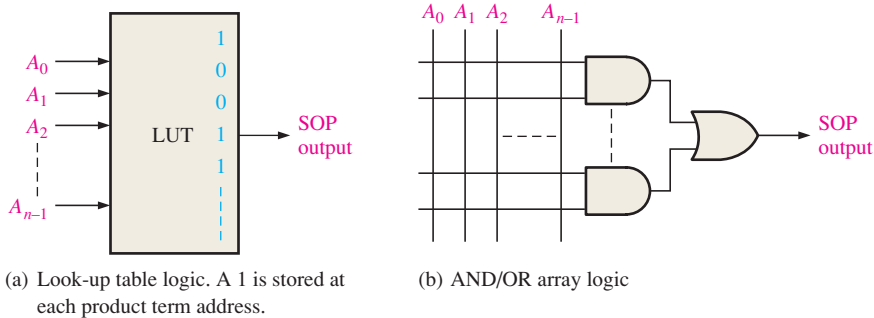 A₀
A₁
A₂
Aₙ₋₁
LUT
1
0
0
1
1
SOP
output
(a) Look-up table logic. A 1 is stored at
each product term address.
A₀ A₁ A₂ Aₙ₋₁
SOP
output
(b) AND/OR array logic